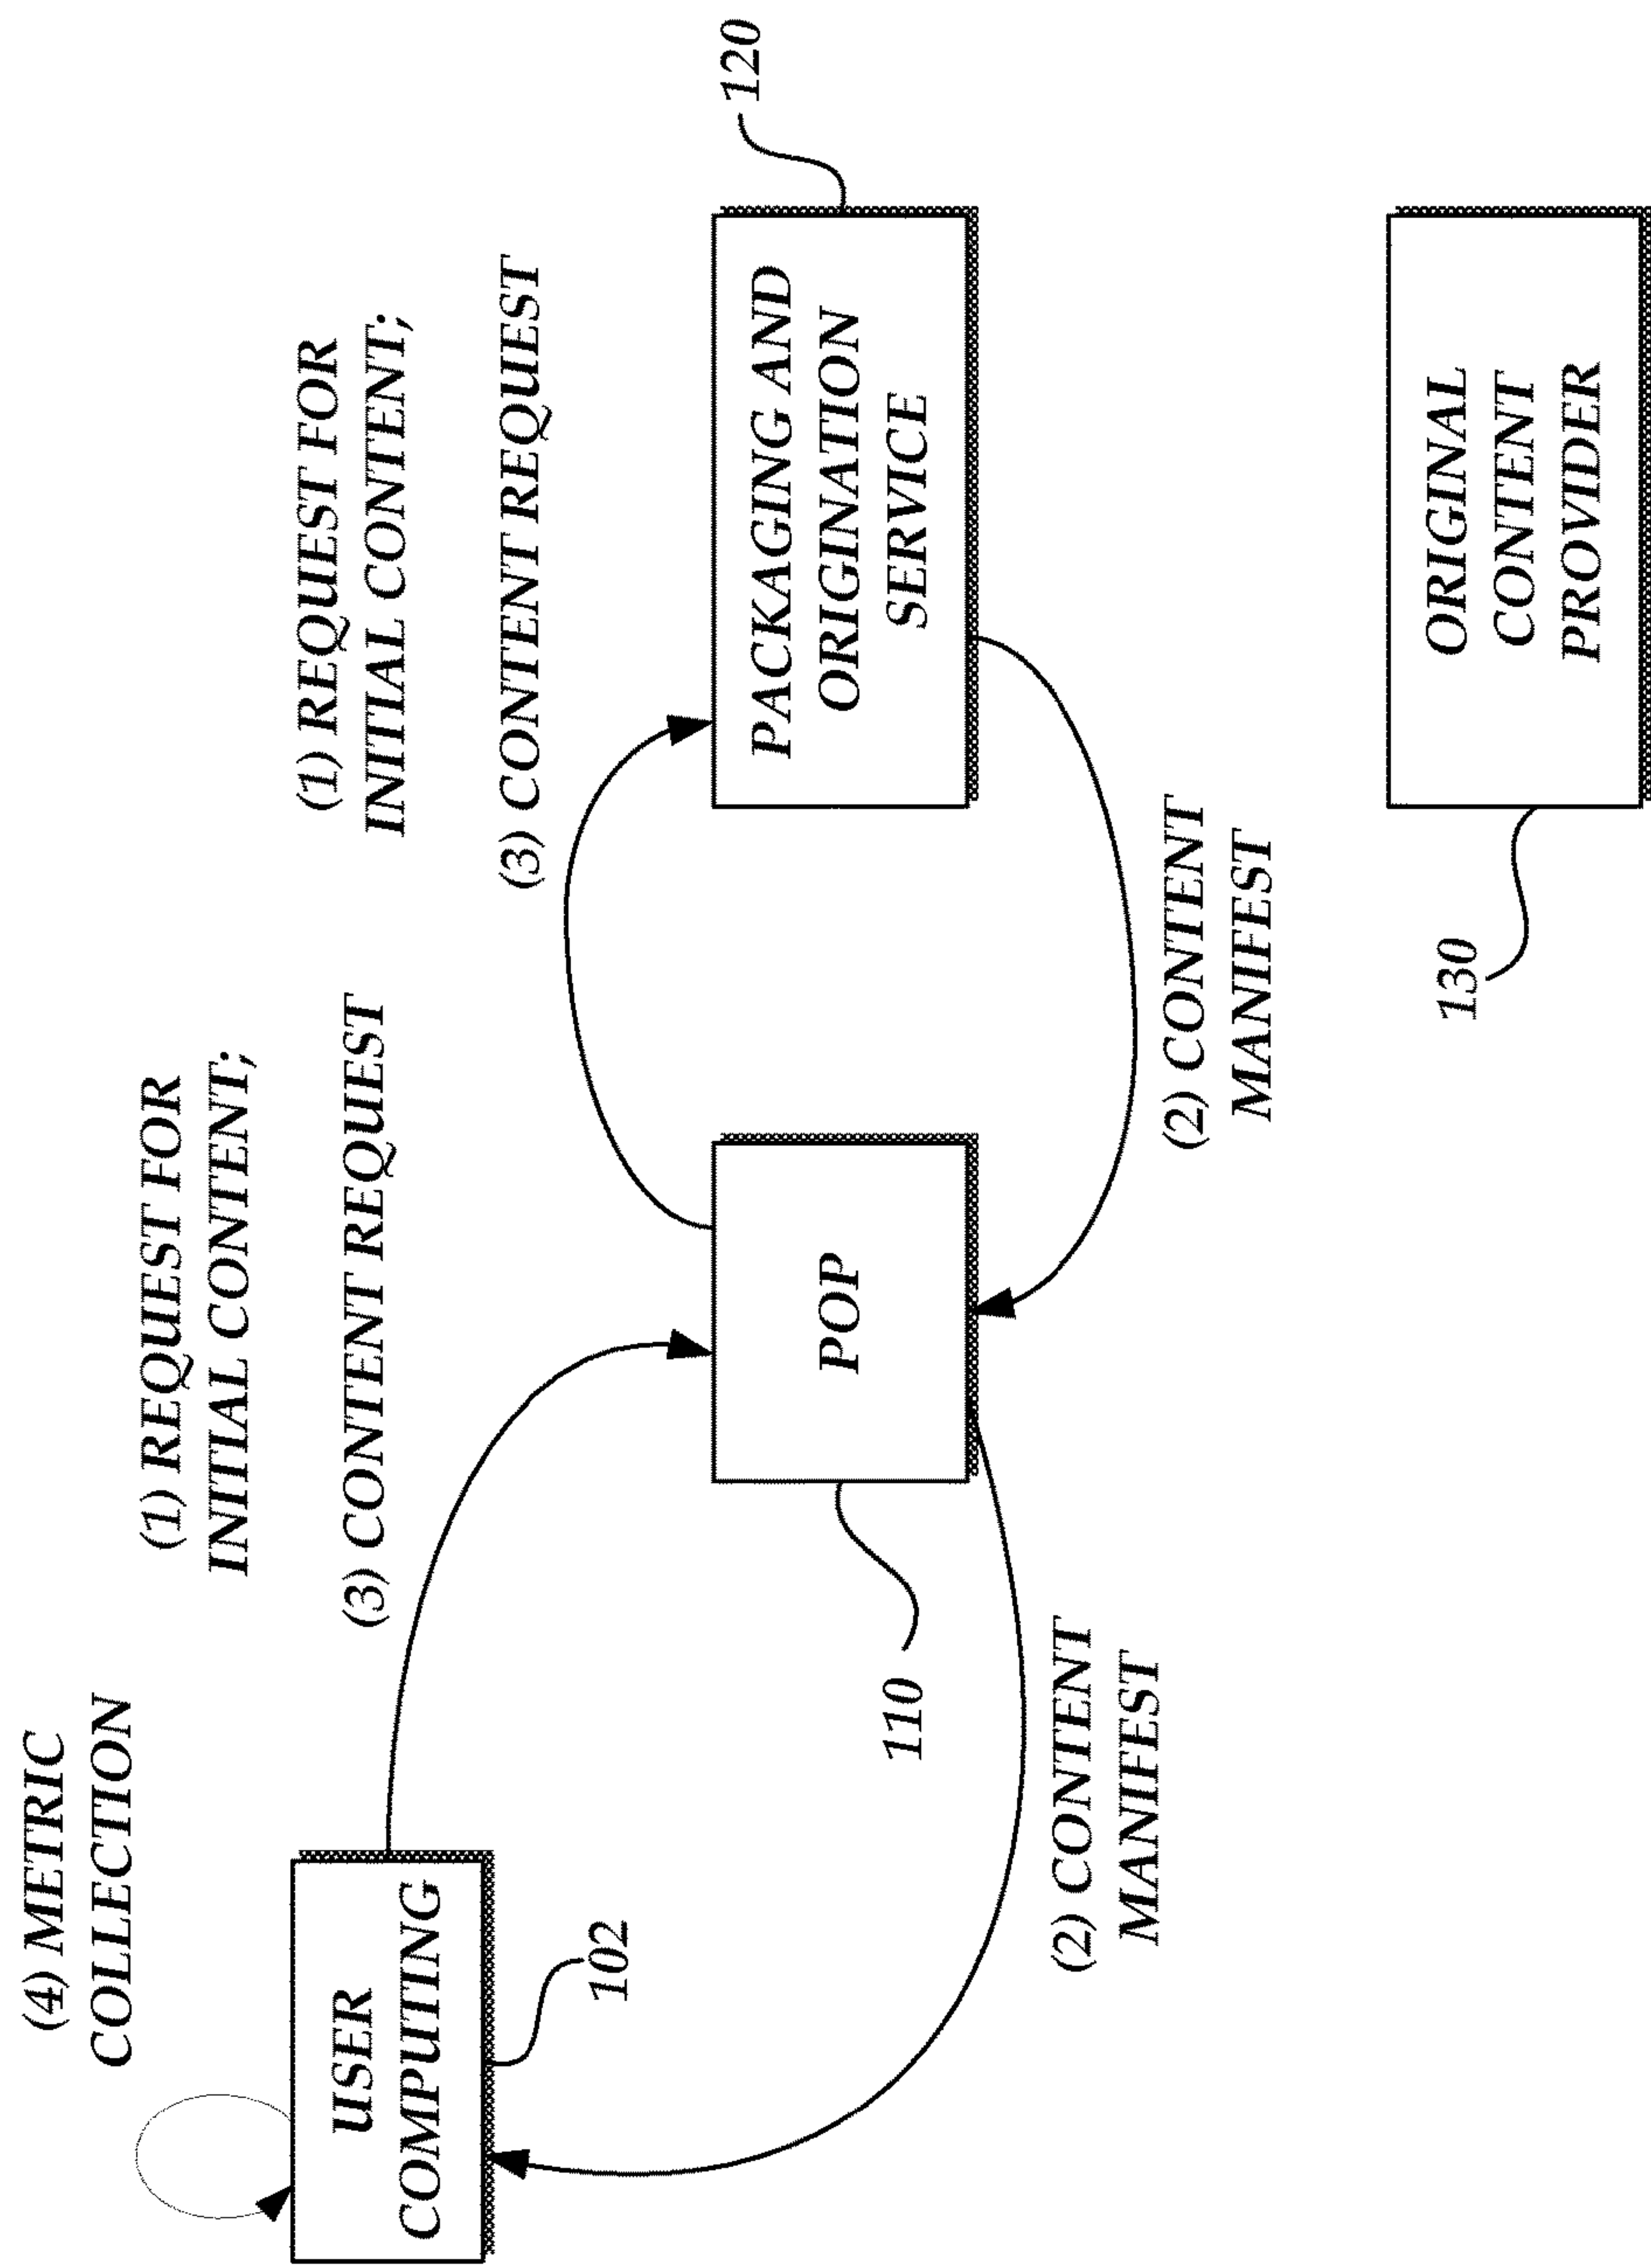 (4) METRIC
COLLECTION
(1) REQUEST FOR
INITIAL CONTENT;
(3) CONTENT REQUEST
(1) REQUEST FOR
INITIAL CONTENT;
(3) CONTENT REQUEST
USER
COMPUTING
102
POP
110
PACKAGING AND
ORIGINATION
SERVICE
120
(2) CONTENT
MANIFEST
(2) CONTENT
MANIFEST
130
ORIGINAL
CONTENT
PROVIDER